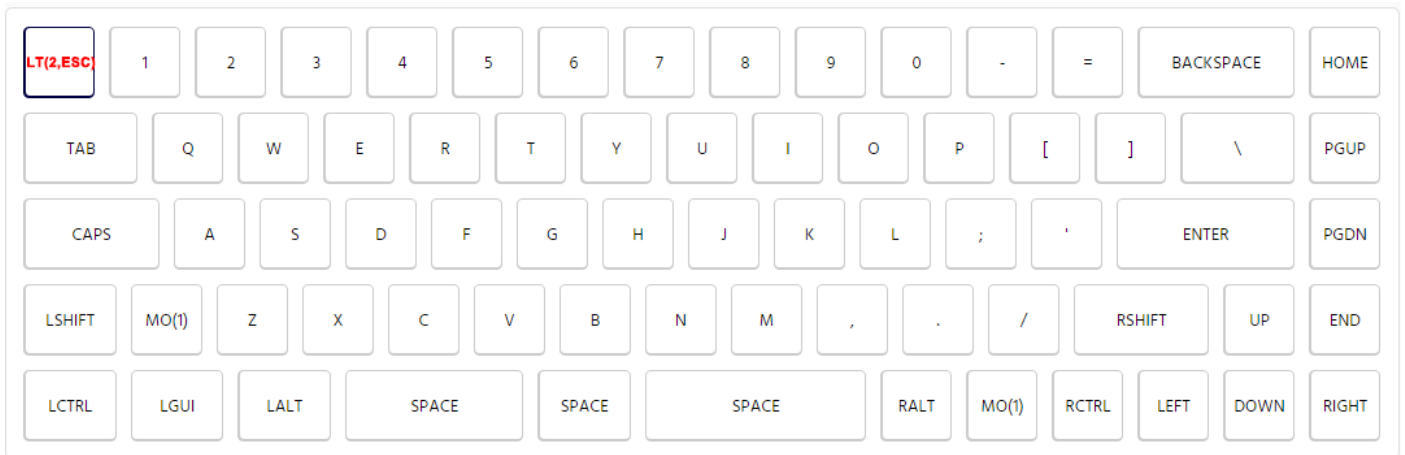 LT(2,ESC) 1 2 3 4 5 6 7 8 9 0 - = BACKSPACE HOME
TAB Q W E R T Y U I O P [ ] \ PGUP
CAPS A S D F G H J K L ; ' ENTER PGDN
LSHIFT MO(1) Z X C V B N M , . / RSHIFT UP END
LCTRL LGUI LALT SPACE SPACE SPACE RALT MO(1) RCTRL LEFT DOWN RIGHT